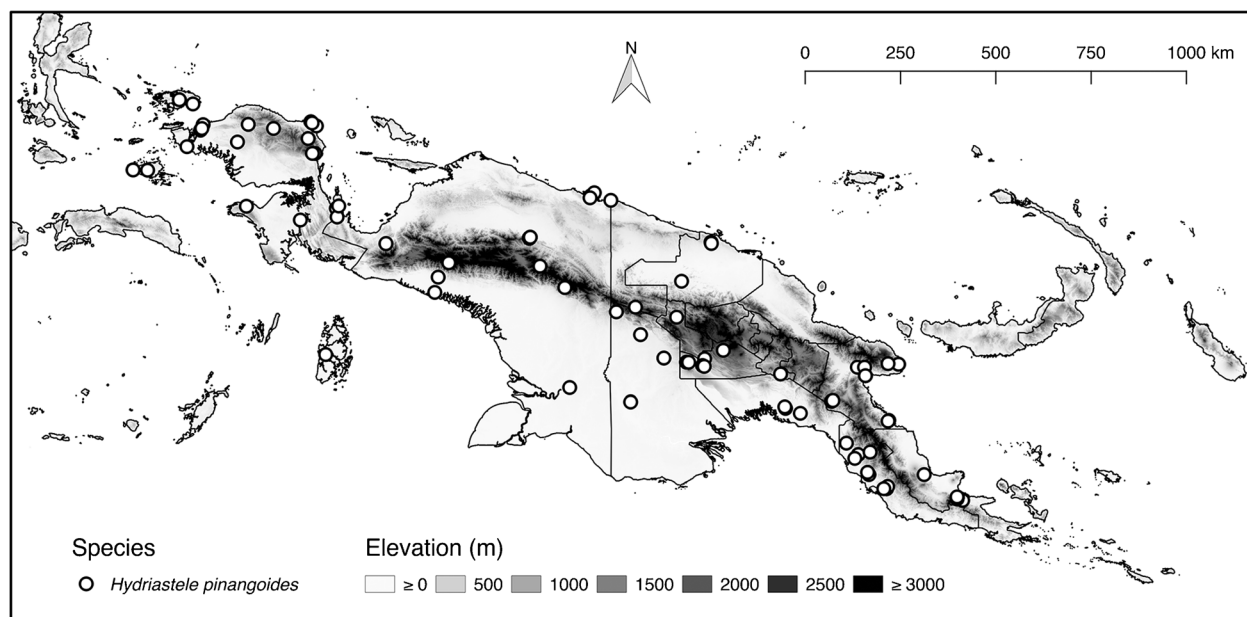 N
0 250 500 750 1000 km
Species
Hydriastele pinangoides
Elevation (m)
≥ 0 500 1000 1500 2000 2500 ≥ 3000